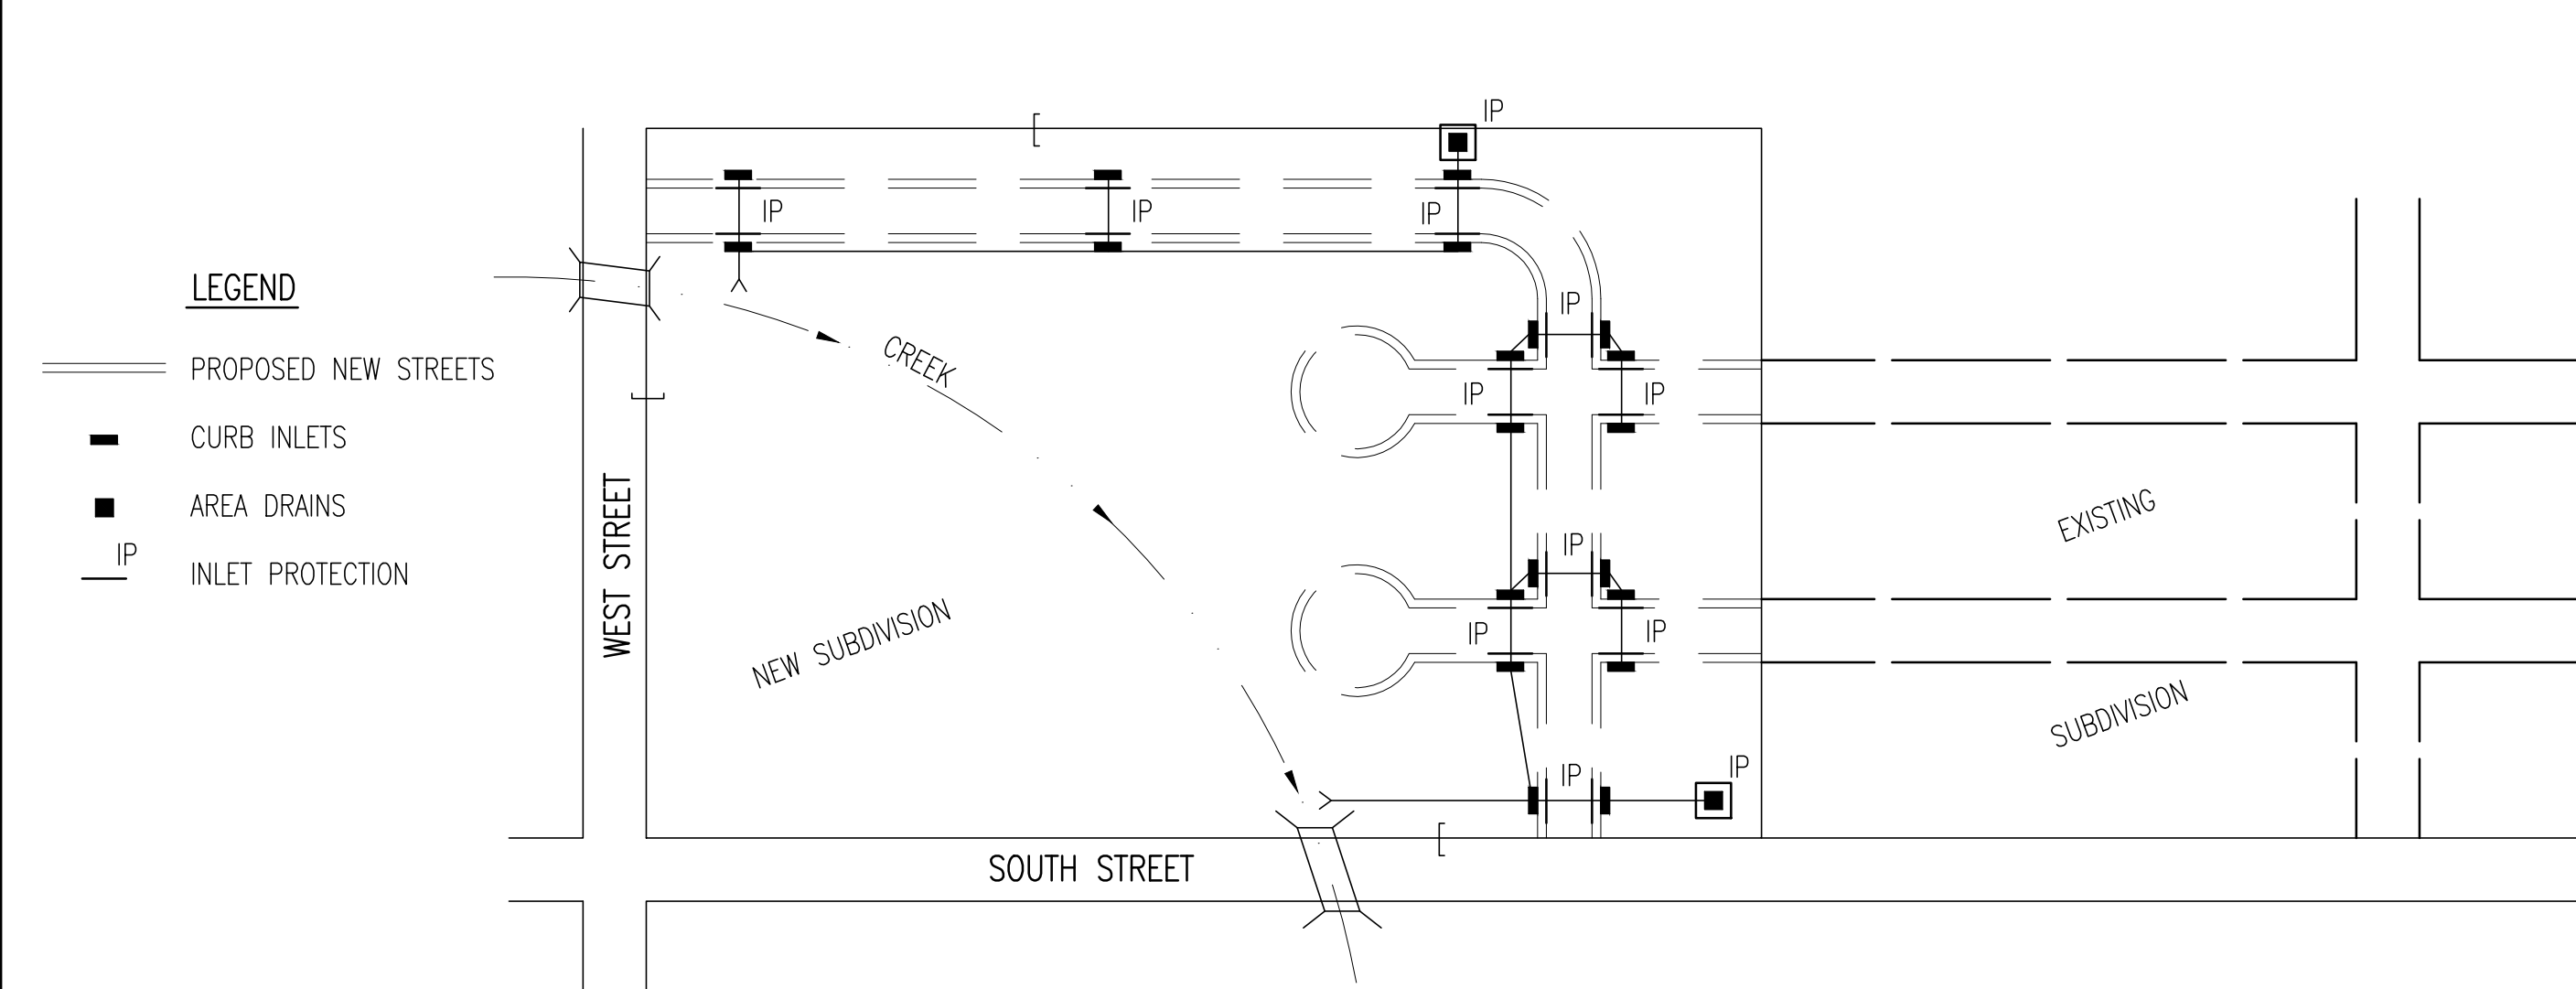 IP
IP
IP
IP
LEGEND
IP
PROPOSED NEW STREETS
CREEK
IP
IP
CURB INLETS
AREA DRAINS
EXISTING
IP
IP
INLET PROTECTION
WEST STREET
NEW SUBDIVISION
IP
IP
SUBDIVISION
IP
IP
SOUTH STREET